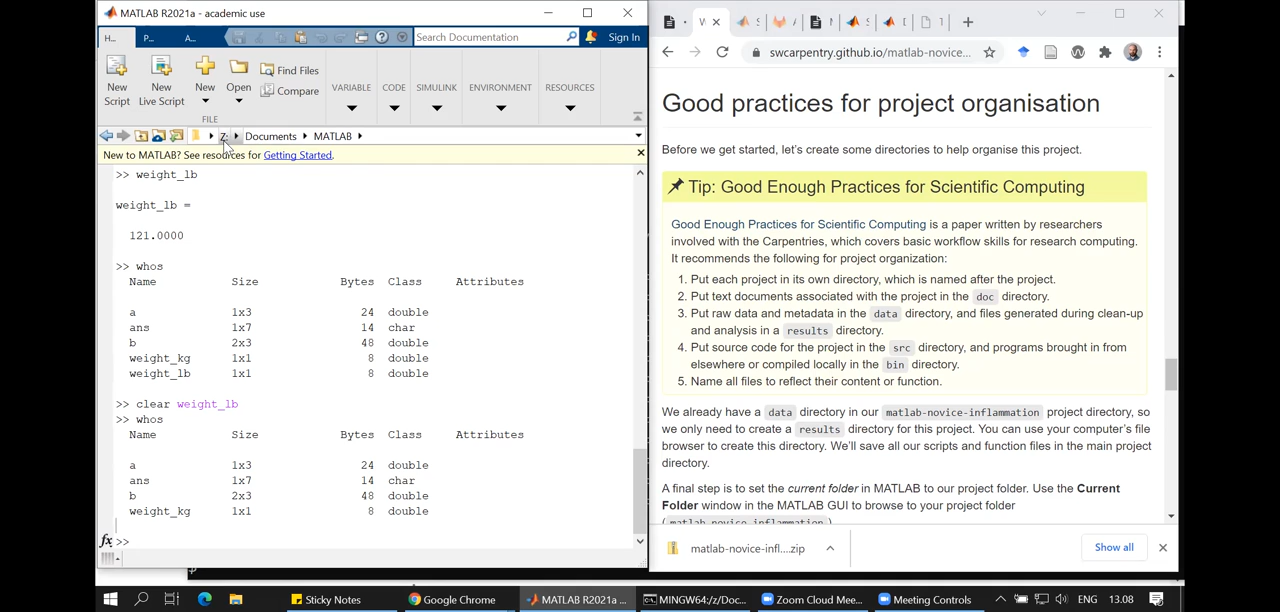 MATLAB R2021a - academic use
H...
P...
A...
Search Documentation
Sign In
New
Script
New
Live Script
New
Open
Find Files
Compare
VARIABLE
CODE
SIMULINK
ENVIRONMENT
RESOURCES
FILE
Z: Documents MATLAB
New to MATLAB? See resources for Getting Started.
>> weight_lb
weight_lb =
121.0000
>> whos
Name Size Bytes Class Attributes
a 1x3 24 double
ans 1x7 14 char
b 2x3 48 double
weight_kg 1x1 8 double
weight_lb 1x1 8 double
>> clear weight_lb
>> whos
Name Size Bytes Class Attributes
a 1x3 24 double
ans 1x7 14 char
b 2x3 48 double
weight_kg 1x1 8 double
fx >>
swcarpentry.github.io/matlab-novice...
Good practices for project organisation
Before we get started, let's create some directories to help organise this project.
Tip: Good Enough Practices for Scientific Computing
Good Enough Practices for Scientific Computing is a paper written by researchers
involved with the Carpentries, which covers basic workflow skills for research computing.
It recommends the following for project organization:
1. Put each project in its own directory, which is named after the project.
2. Put text documents associated with the project in the doc directory.
3. Put raw data and metadata in the data directory, and files generated during clean-up
and analysis in a results directory.
4. Put source code for the project in the src directory, and programs brought in from
elsewhere or compiled locally in the bin directory.
5. Name all files to reflect their content or function.
We already have a data directory in our matlab-novice-inflammation project directory, so
we only need to create a results directory for this project. You can use your computer's file
browser to create this directory. We'll save all our scripts and function files in the main project
directory.
A final step is to set the current folder in MATLAB to our project folder. Use the Current
Folder window in the MATLAB GUI to browse to your project folder
(matlab-novice-inflammation)
matlab-novice-infl....zip
Show all
Sticky Notes
Google Chrome
MATLAB R2021a ...
MINGW64:/z/Doc...
Zoom Cloud Mee...
Meeting Controls
ENG
13.08